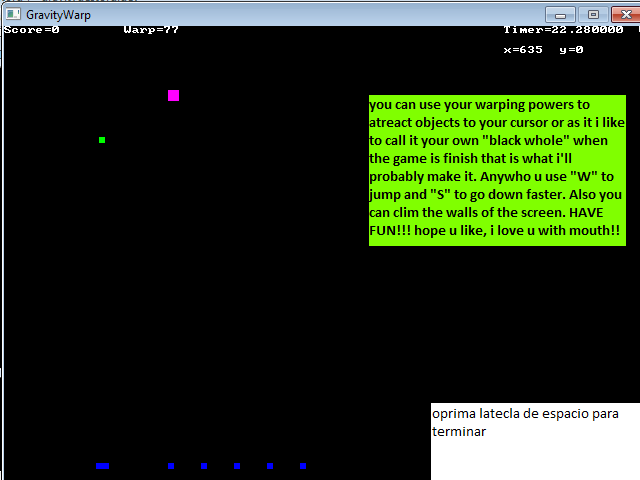 GravityWarp
Score=0 Warp=77 Timer=22.280000
x=635 y=0
you can use your warping powers to
atreact objects to your cursor or as it i like
to call it your own "black whole" when
the game is finish that is what i'll
probably make it. Anywho u use "W" to
jump and "S" to go down faster. Also you
can clim the walls of the screen. HAVE
FUN!!! hope u like, i love u with mouth!!
oprima latecla de espacio para
terminar